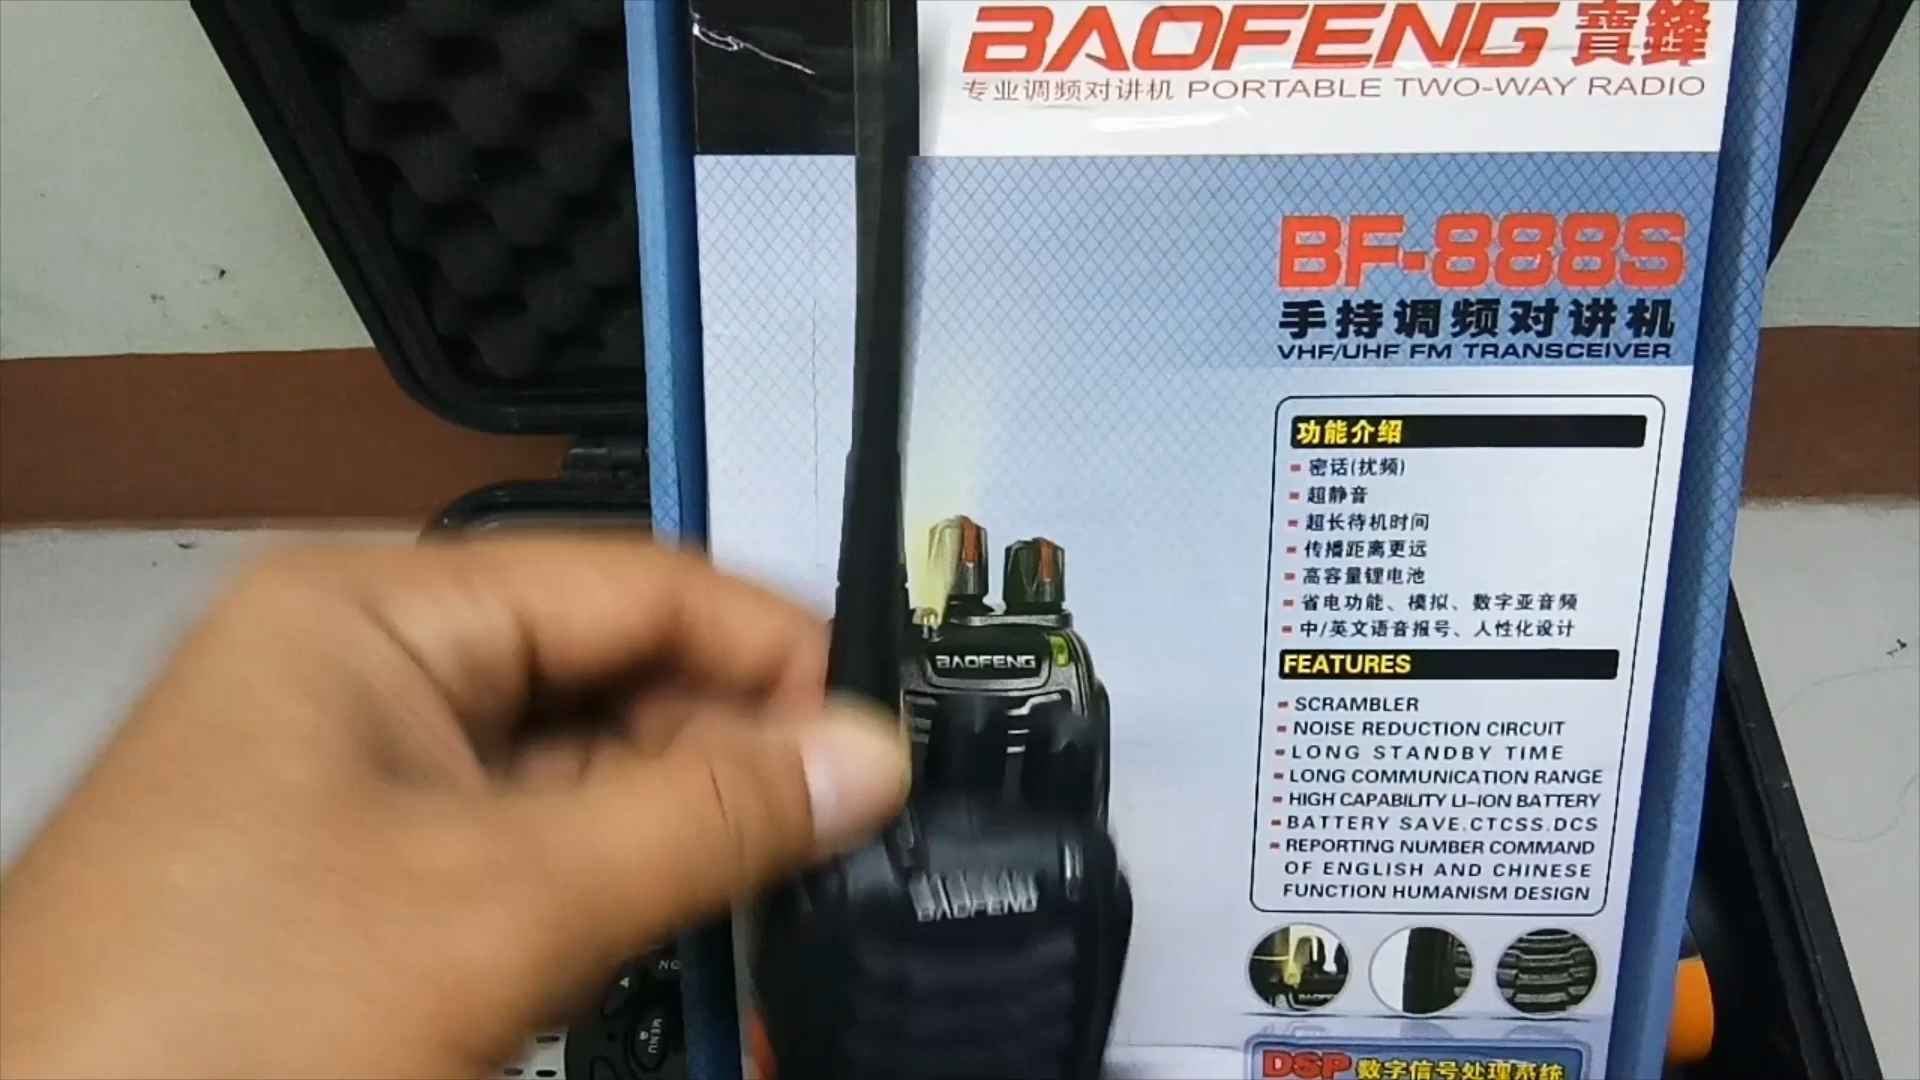 BAOFENG 寶鋒
专业调频对讲机 PORTABLE TWO-WAY RADIO
BF-888S
手持调频对讲机
VHF/UHF FM TRANSCEIVER
功能介绍
密话(扰频)
超静音
超长待机时间
传播距离更远
高容量锂电池
省电功能、模拟、数字亚音频
中/英文语音报号、人性化设计
FEATURES
SCRAMBLER
NOISE REDUCTION CIRCUIT
LONG STANDBY TIME
LONG COMMUNICATION RANGE
HIGH CAPABILITY LI-ION BATTERY
BATTERY SAVE.CTCSS.DCS
REPORTING NUMBER COMMAND
OF ENGLISH AND CHINESE
FUNCTION HUMANISM DESIGN
BAOFENG
BAOFENG
BAOFENG
MENU
DSP 数字信号处理系统